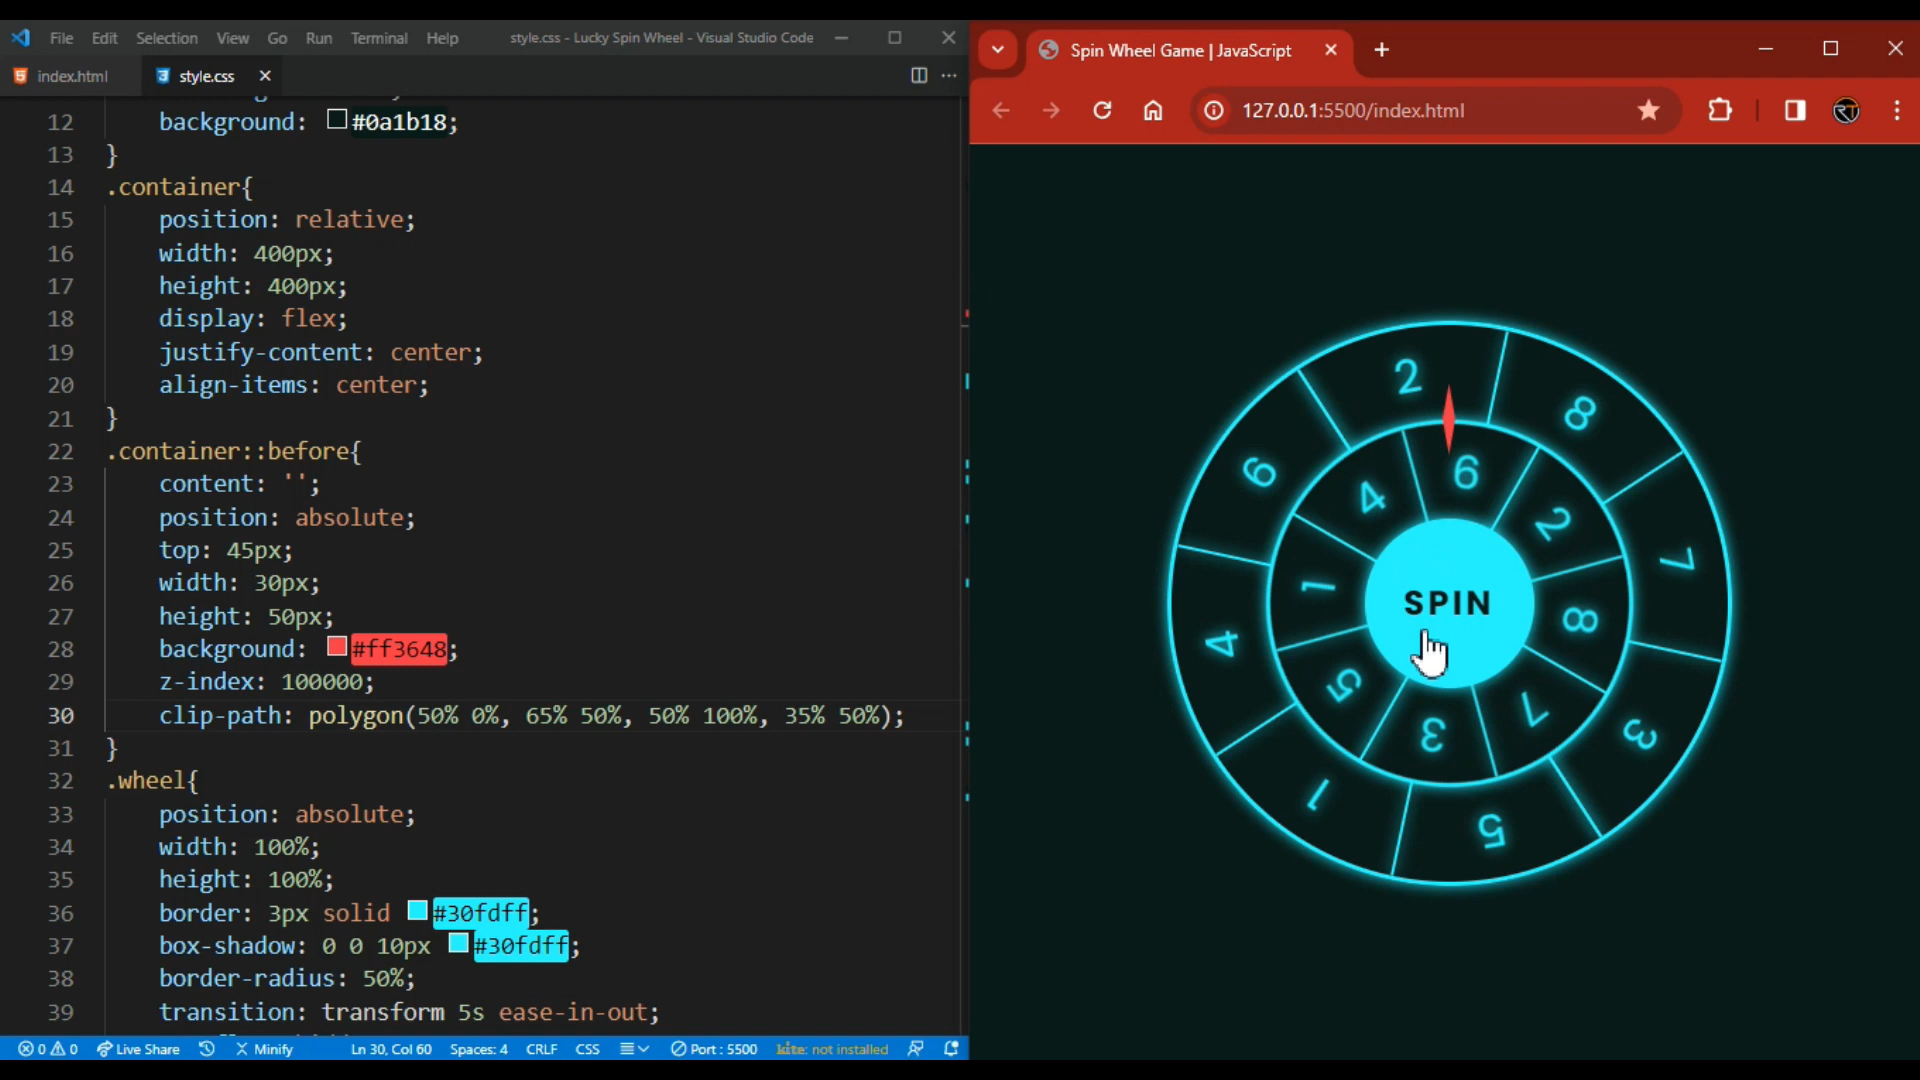 File Edit Selection View Go Run Terminal Help style.css - Lucky Spin Wheel - Visual Studio Code
index.html style.css
12 background: #0a1b18;
13 }
14 .container{
15 position: relative;
16 width: 400px;
17 height: 400px;
18 display: flex;
19 justify-content: center;
20 align-items: center;
21 }
22 .container::before{
23 content: '';
24 position: absolute;
25 top: 45px;
26 width: 30px;
27 height: 50px;
28 background: #ff3648;
29 z-index: 100000;
30 clip-path: polygon(50% 0%, 65% 50%, 50% 100%, 35% 50%);
31 }
32 .wheel{
33 position: absolute;
34 width: 100%;
35 height: 100%;
36 border: 3px solid #30fdff;
37 box-shadow: 0 0 10px #30fdff;
38 border-radius: 50%;
39 transition: transform 5s ease-in-out;
0 0 Live Share Minify Ln 30, Col 60 Spaces: 4 CRLF CSS Port : 5500 kite: not installed
Spin Wheel Game | JavaScript
127.0.0.1:5500/index.html
RT
2
8
7
3
5
1
4
6
6
2
8
7
3
5
1
4
SPIN